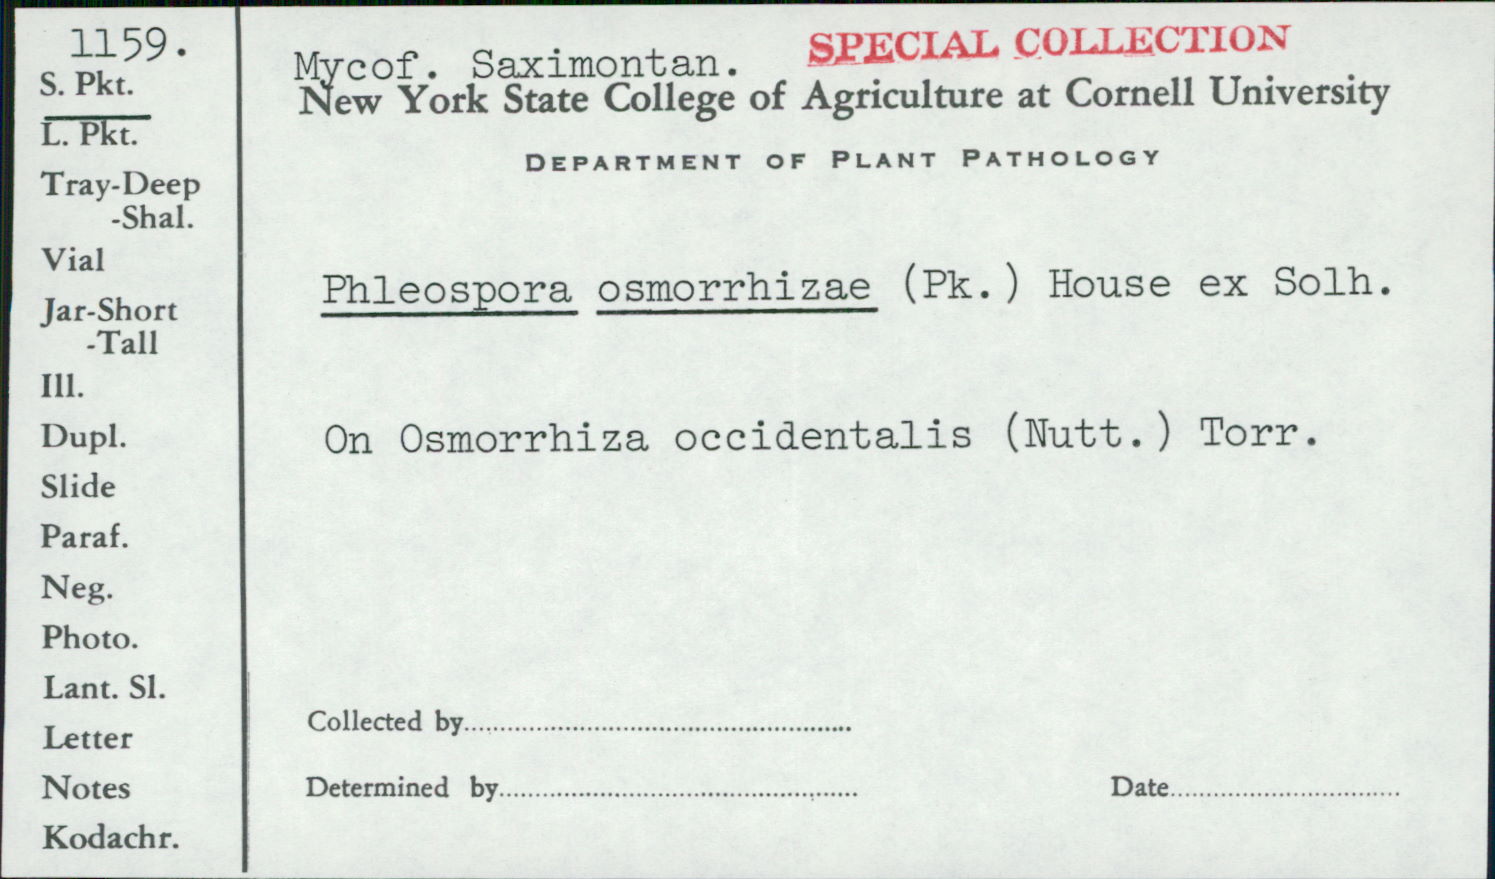 1159.
S. Pkt.
L. Pkt.
Tray-Deep
-Shal.
Vial
Jar-Short
-Tall
Ill.
Dupl.
Slide
Paraf.
Neg.
Photo.
Lant. Sl.
Letter
Notes
Kodachr.
Mycof. Saximontan. SPECIAL COLLECTION
New York State College of Agriculture at Cornell University
DEPARTMENT OF PLANT PATHOLOGY
Phleospora osmorrhizae (Pk.) House ex Solh.
On Osmorrhiza occidentalis (Nutt.) Torr.
Collected by
Determined by Date